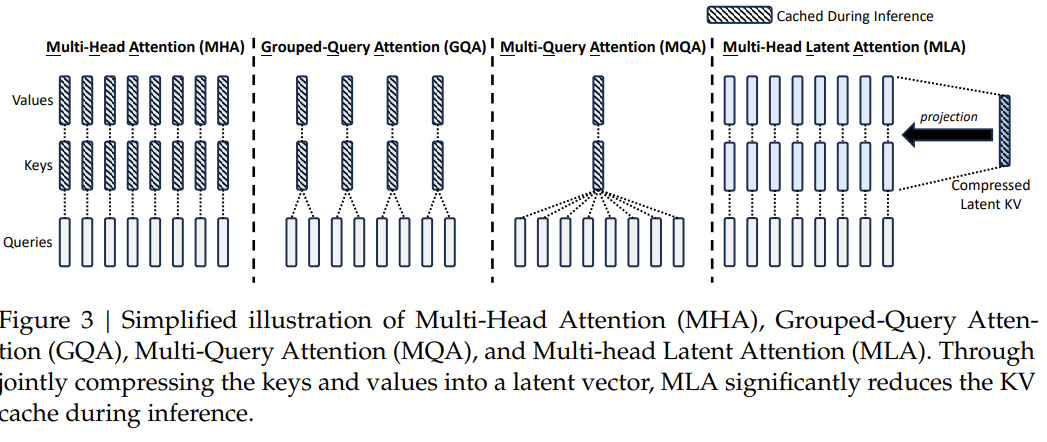 Cached During Inference
Multi-Head Attention (MHA)
Grouped-Query Attention (GQA)
Multi-Query Attention (MQA)
Multi-Head Latent Attention (MLA)
Values
Keys
Queries
projection
Compressed
Latent KV
Figure 3 | Simplified illustration of Multi-Head Attention (MHA), Grouped-Query Atten-
tion (GQA), Multi-Query Attention (MQA), and Multi-head Latent Attention (MLA). Through
jointly compressing the keys and values into a latent vector, MLA significantly reduces the KV
cache during inference.